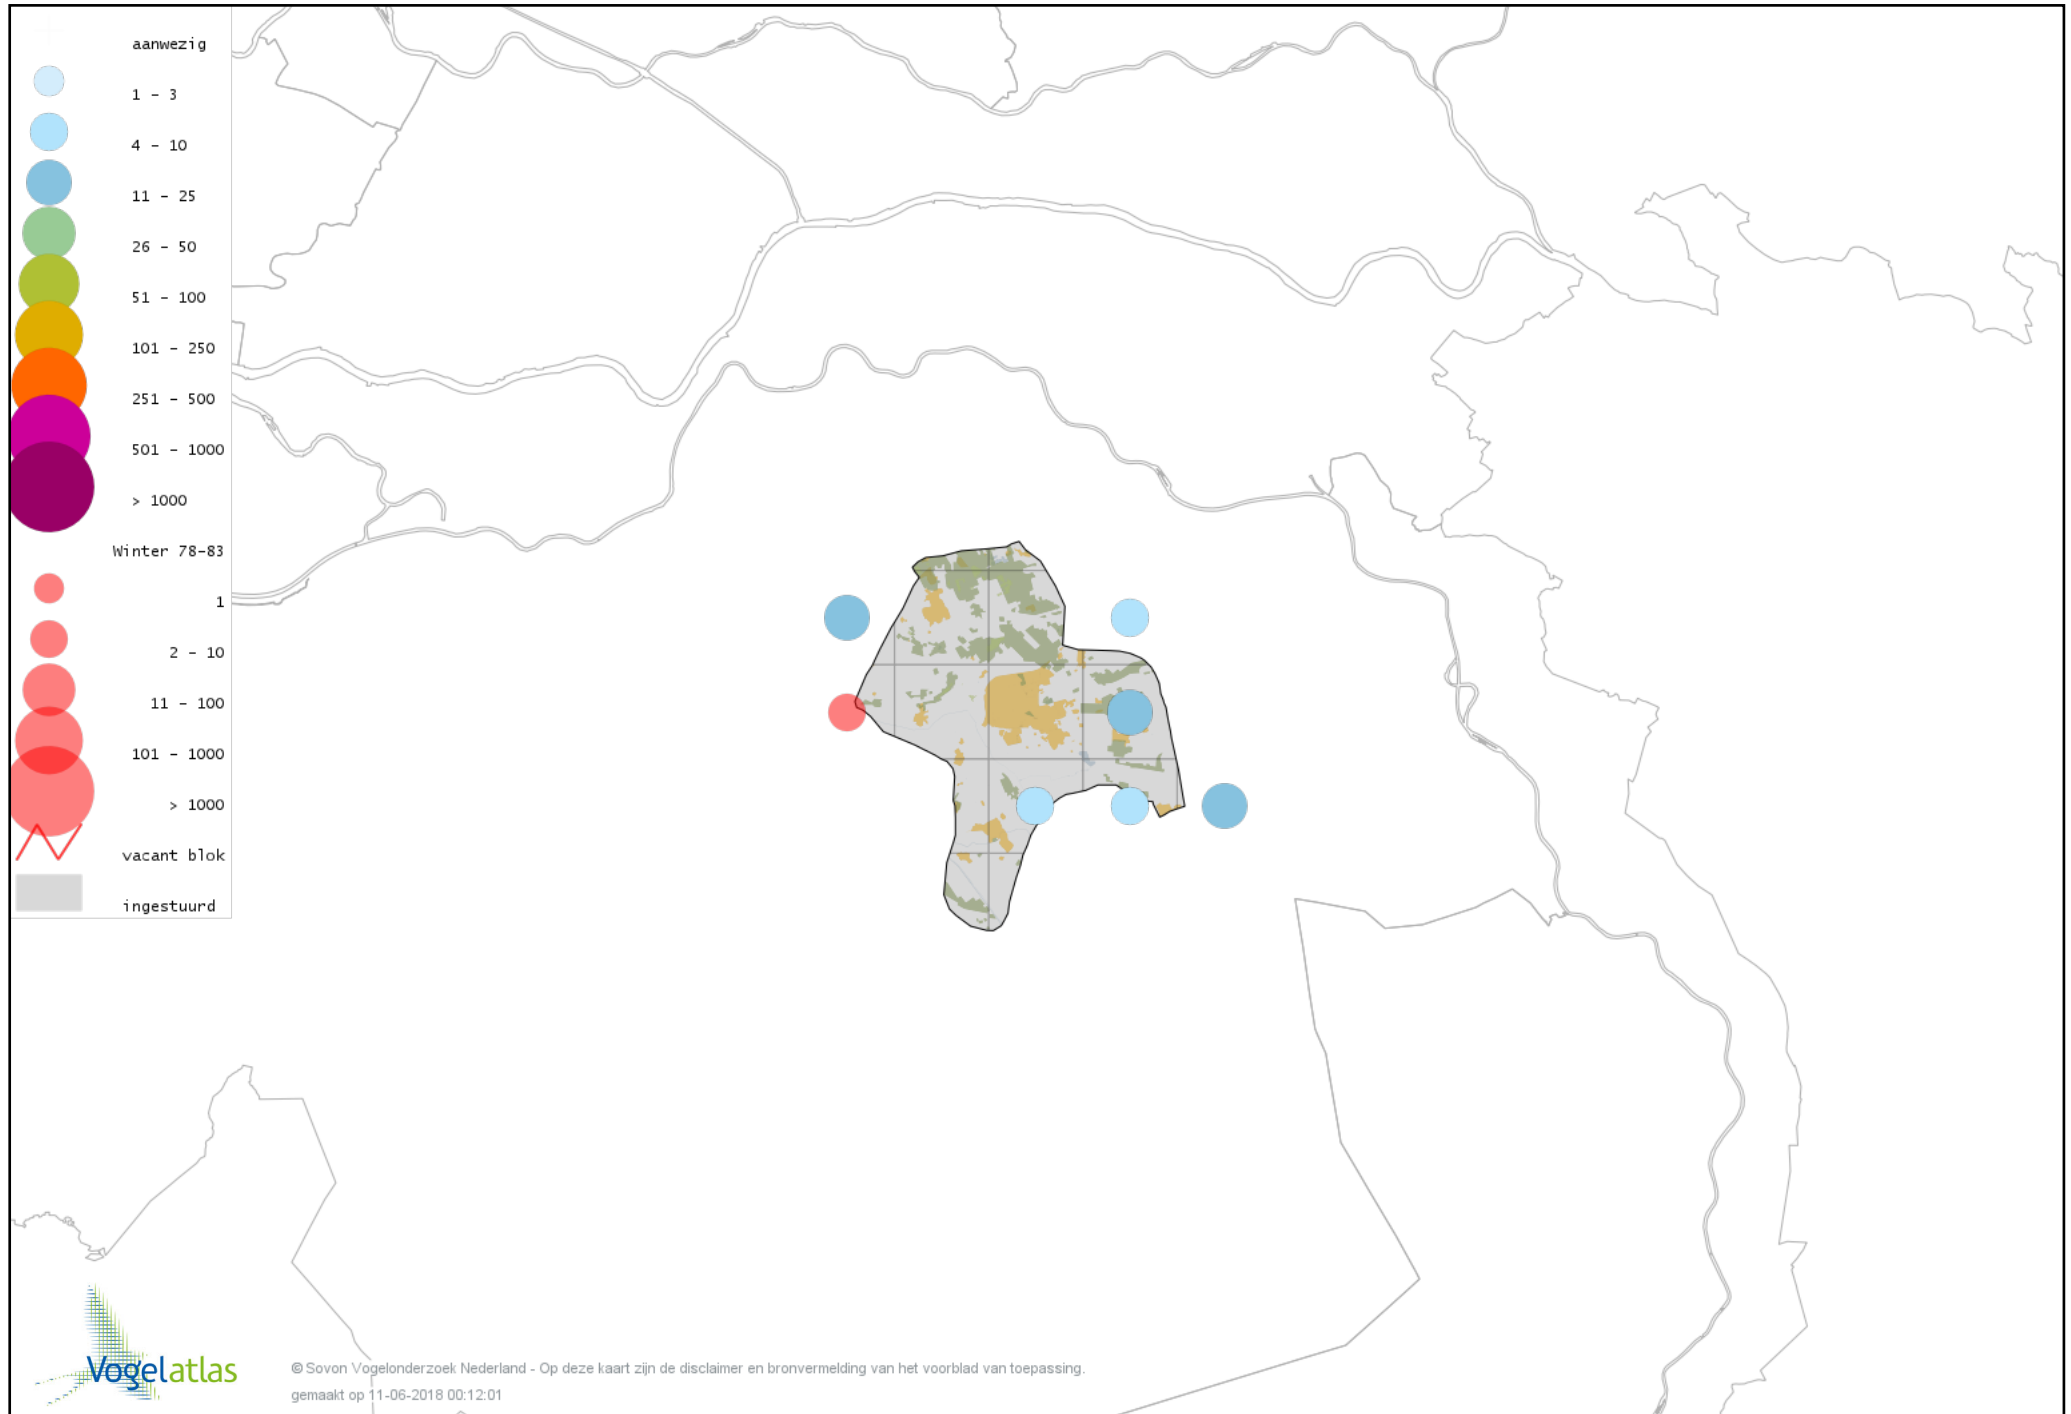 aanwezig
1 - 3
4 - 10
11 - 25
26 - 50
51 - 100
101 - 250
251 - 500
501 - 1000
> 1000
Winter 78-83
1
2 - 10
11 - 100
101 - 1000
> 1000
vacant blok
ingestuurd
Vogelatlas
© Sovon Vogelonderzoek Nederland - Op deze kaart zijn de disclaimer en bronvermelding van het voorblad van toepassing.
gemaakt op 11-06-2018 00:12:01